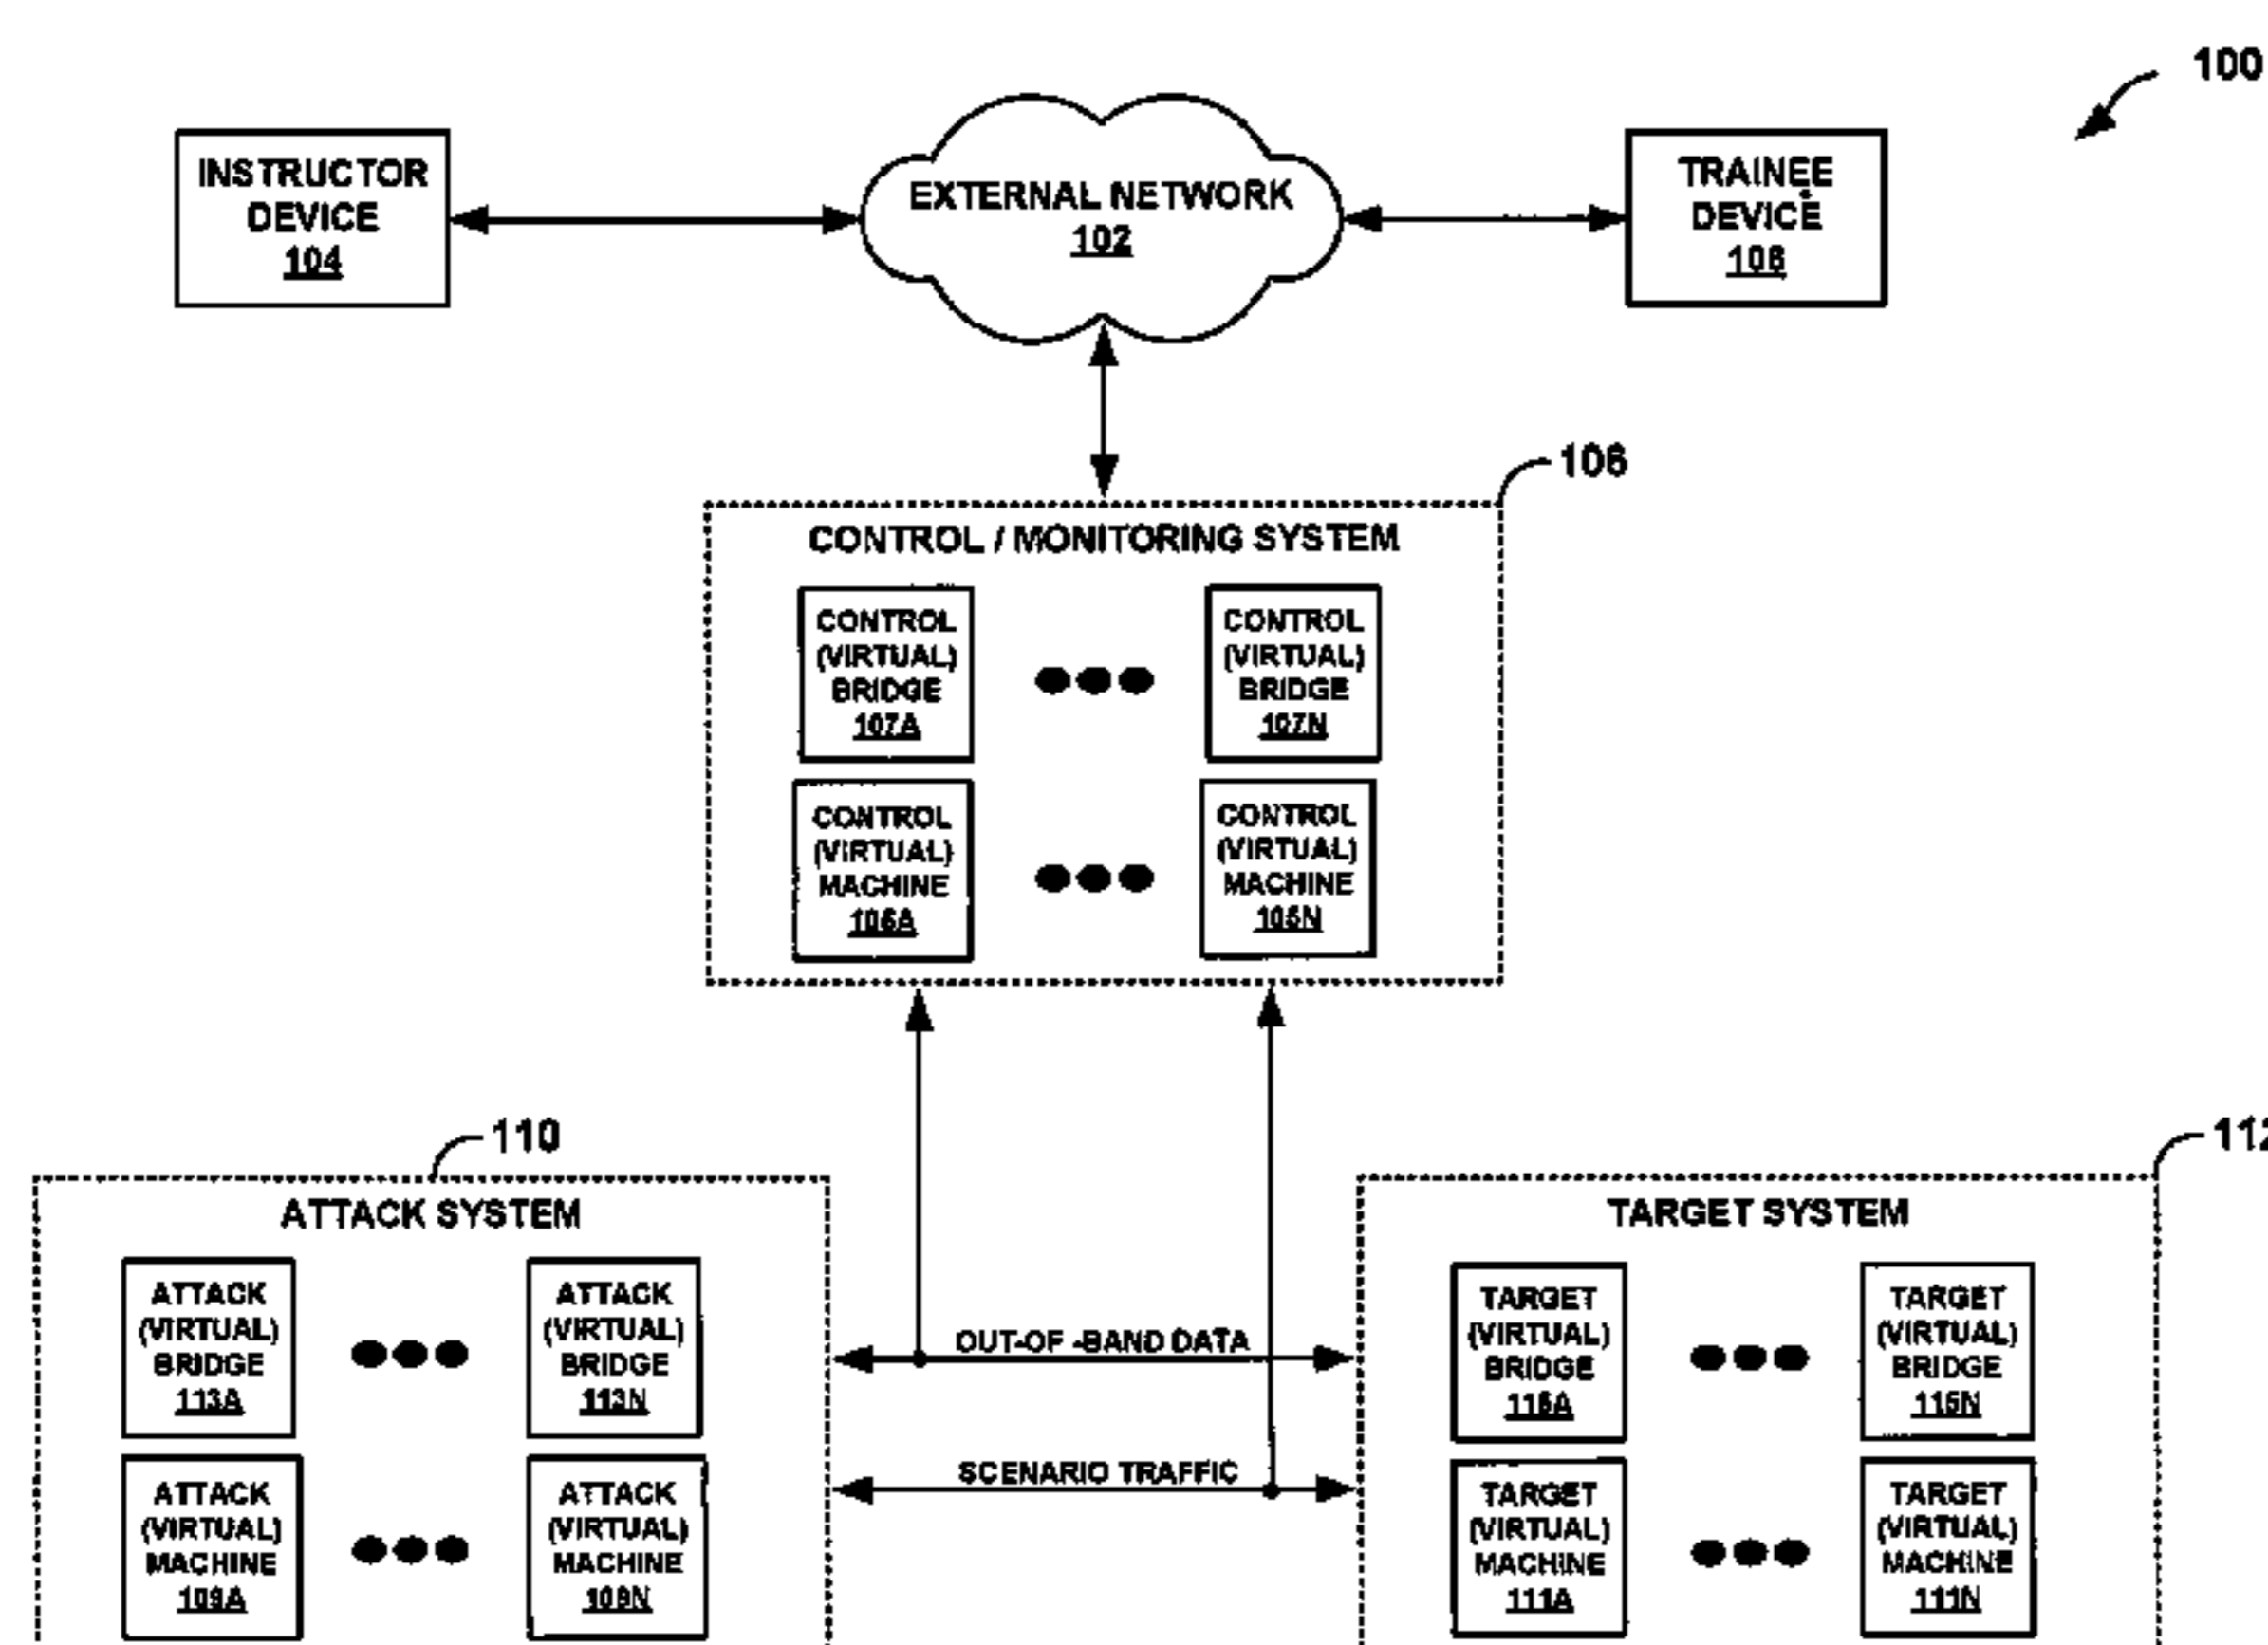 100
INSTRUCTOR
DEVICE
104
EXTERNAL NETWORK
102
TRAINEE
DEVICE
108
106
CONTROL / MONITORING SYSTEM
CONTROL
(VIRTUAL)
BRIDGE
107A
CONTROL
(VIRTUAL)
BRIDGE
107N
CONTROL
(VIRTUAL)
MACHINE
105A
CONTROL
(VIRTUAL)
MACHINE
105N
110
ATTACK SYSTEM
ATTACK
(VIRTUAL)
BRIDGE
113A
ATTACK
(VIRTUAL)
BRIDGE
113N
ATTACK
(VIRTUAL)
MACHINE
109A
ATTACK
(VIRTUAL)
MACHINE
109N
OUT-OF -BAND DATA
SCENARIO TRAFFIC
112
TARGET SYSTEM
TARGET
(VIRTUAL)
BRIDGE
115A
TARGET
(VIRTUAL)
BRIDGE
115N
TARGET
(VIRTUAL)
MACHINE
111A
TARGET
(VIRTUAL)
MACHINE
111N